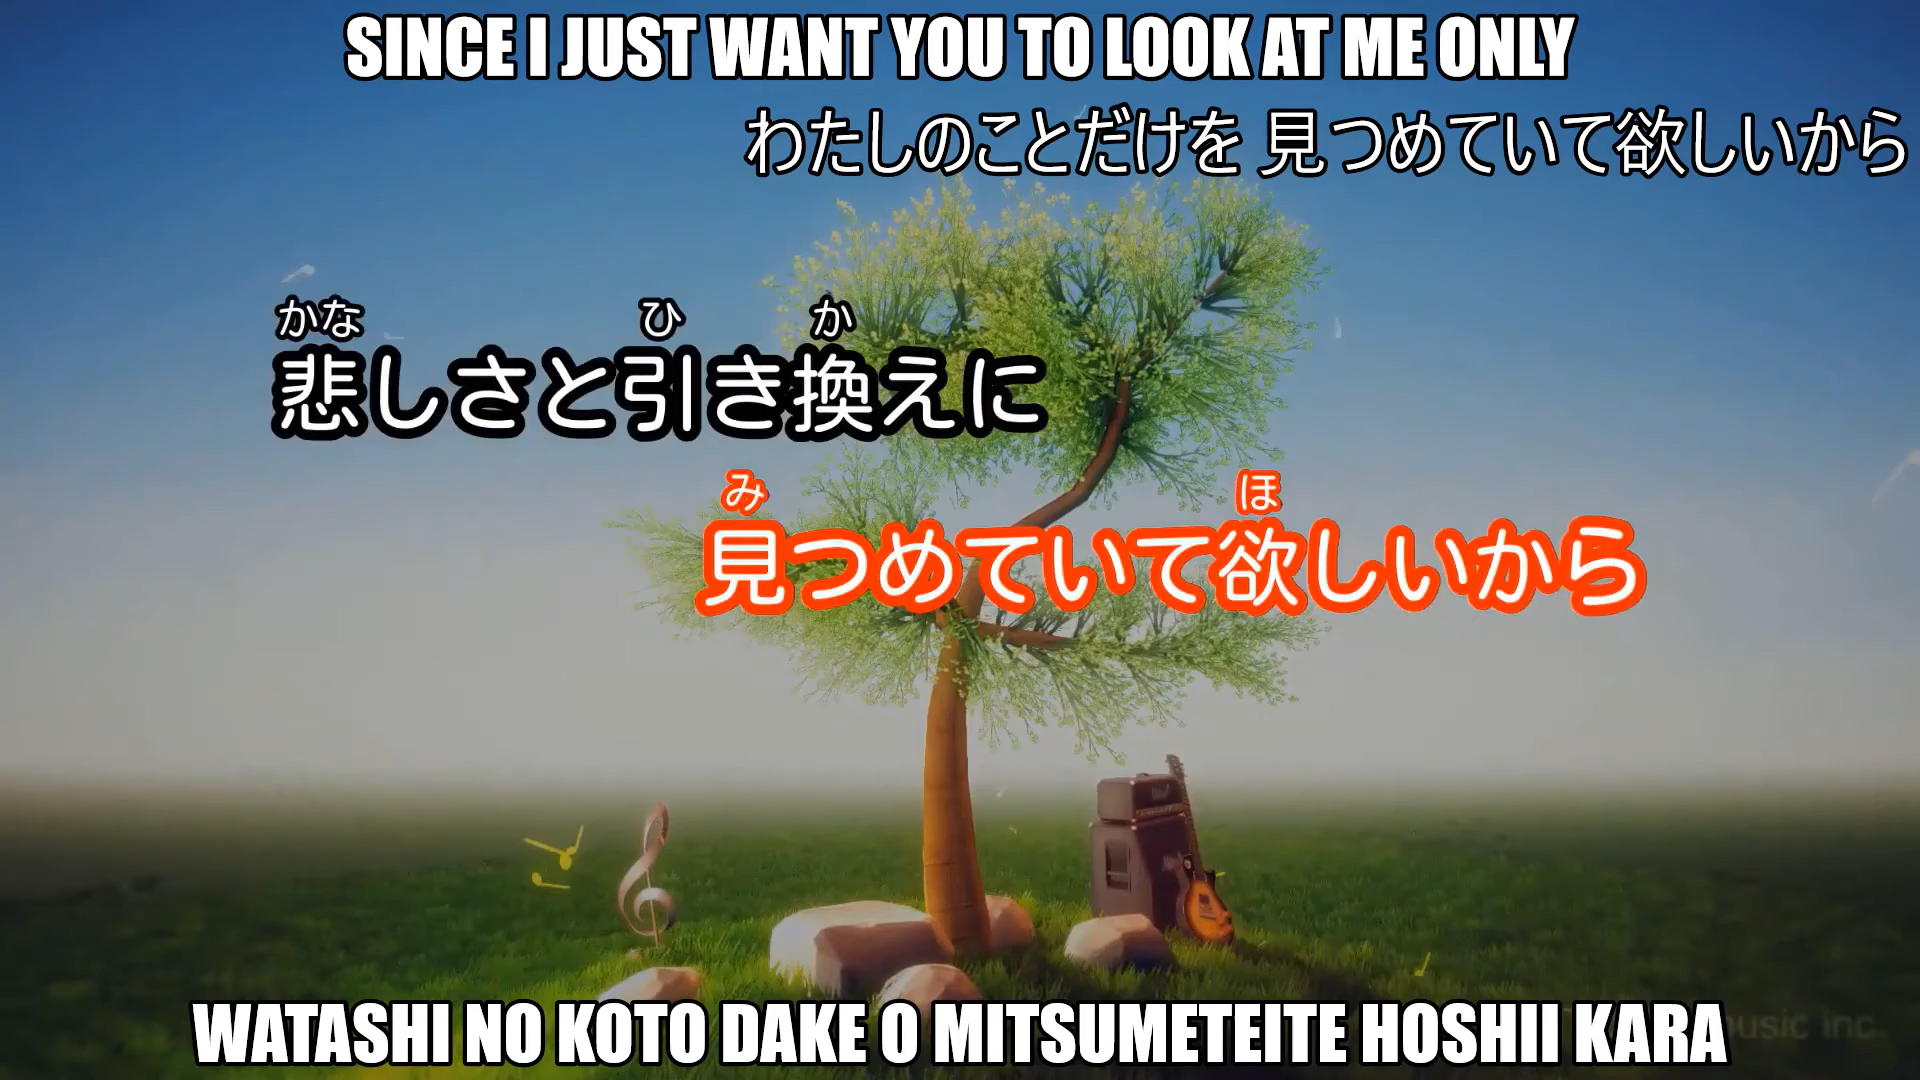 SINCE I JUST WANT YOU TO LOOK AT ME ONLY
わたしのことだけを 見つめていて欲しいから
かな ひ か
悲しさと引き換えに
み ほ
見つめていて欲しいから
WATASHI NO KOTO DAKE O MITSUMETEITE HOSHII KARA
music inc